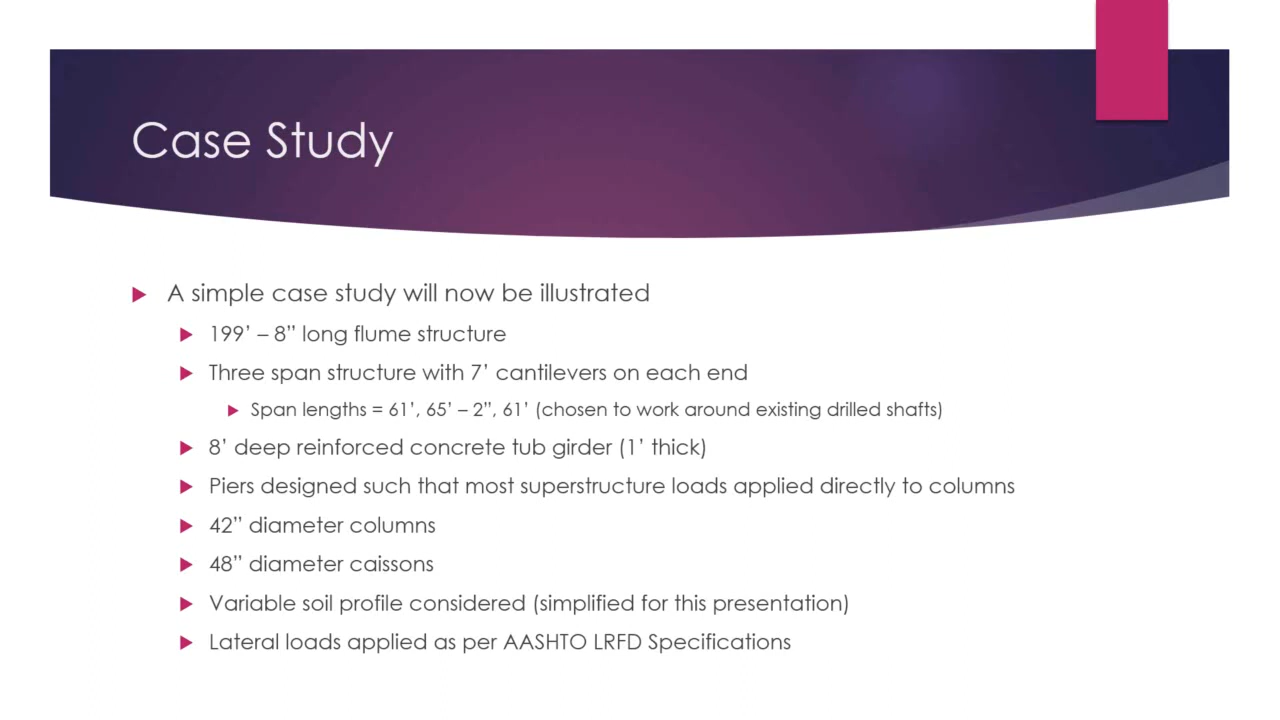 Case Study
A simple case study will now be illustrated
199’ – 8” long flume structure
Three span structure with 7’ cantilevers on each end
Span lengths = 61’, 65’ – 2”, 61’ (chosen to work around existing drilled shafts)
8’ deep reinforced concrete tub girder (1’ thick)
Piers designed such that most superstructure loads applied directly to columns
42” diameter columns
48” diameter caissons
Variable soil profile considered (simplified for this presentation)
Lateral loads applied as per AASHTO LRFD Specifications